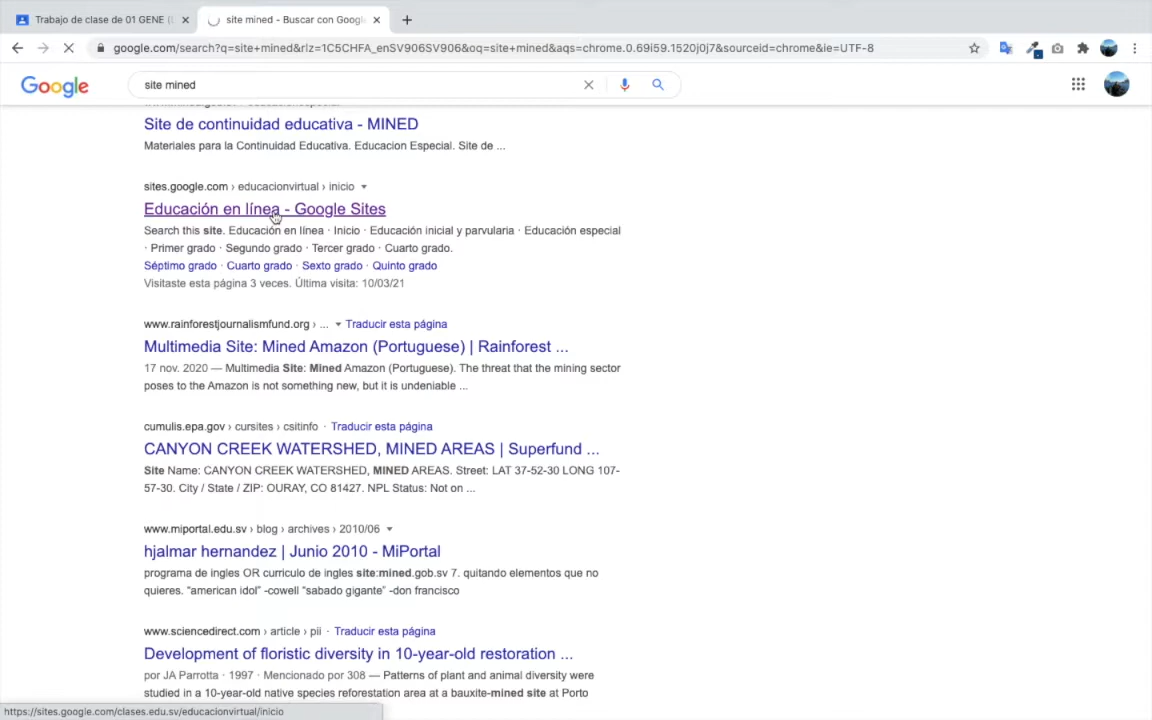 Trabajo de clase de 01 GENE (
site mined - Buscar con Google
google.com/search?q=site+mined&rlz=1C5CHFA_enSV906SV906&oq=site+mined&aqs=chrome.0.69i59.1520j0j7&sourceid=chrome&ie=UTF-8
Google
site mined
Site de continuidad educativa - MINED
Materiales para la Continuidad Educativa. Educacion Especial. Site de ...
sites.google.com › educacionvirtual › inicio
Educación en línea - Google Sites
Search this site. Educación en línea · Inicio · Educación inicial y parvularia · Educación especial
· Primer grado · Segundo grado · Tercer grado · Cuarto grado.
Séptimo grado · Cuarto grado · Sexto grado · Quinto grado
Visitaste esta página 3 veces. Última visita: 10/03/21
www.rainforestjournalismfund.org › ... Traducir esta página
Multimedia Site: Mined Amazon (Portuguese) | Rainforest ...
17 nov. 2020 — Multimedia Site: Mined Amazon (Portuguese). The threat that the mining sector
poses to the Amazon is not something new, but it is undeniable ...
cumulis.epa.gov › cursites › csitinfo · Traducir esta página
CANYON CREEK WATERSHED, MINED AREAS | Superfund ...
Site Name: CANYON CREEK WATERSHED, MINED AREAS. Street: LAT 37-52-30 LONG 107-
57-30. City / State / ZIP: OURAY, CO 81427. NPL Status: Not on ...
www.miportal.edu.sv › blog › archives › 2010/06
hjalmar hernandez | Junio 2010 - MiPortal
programa de ingles OR curriculo de ingles site:mined.gob.sv 7. quitando elementos que no
quieres. “american idol” -cowell “sabado gigante” -don francisco
www.sciencedirect.com › article › pii · Traducir esta página
Development of floristic diversity in 10-year-old restoration ...
por JA Parrotta · 1997 · Mencionado por 308 — Patterns of plant and animal diversity were
studied in a 10-year-old native species reforestation area at a bauxite-mined site at Porto
https://sites.google.com/clases.edu.sv/educacionvirtual/inicio